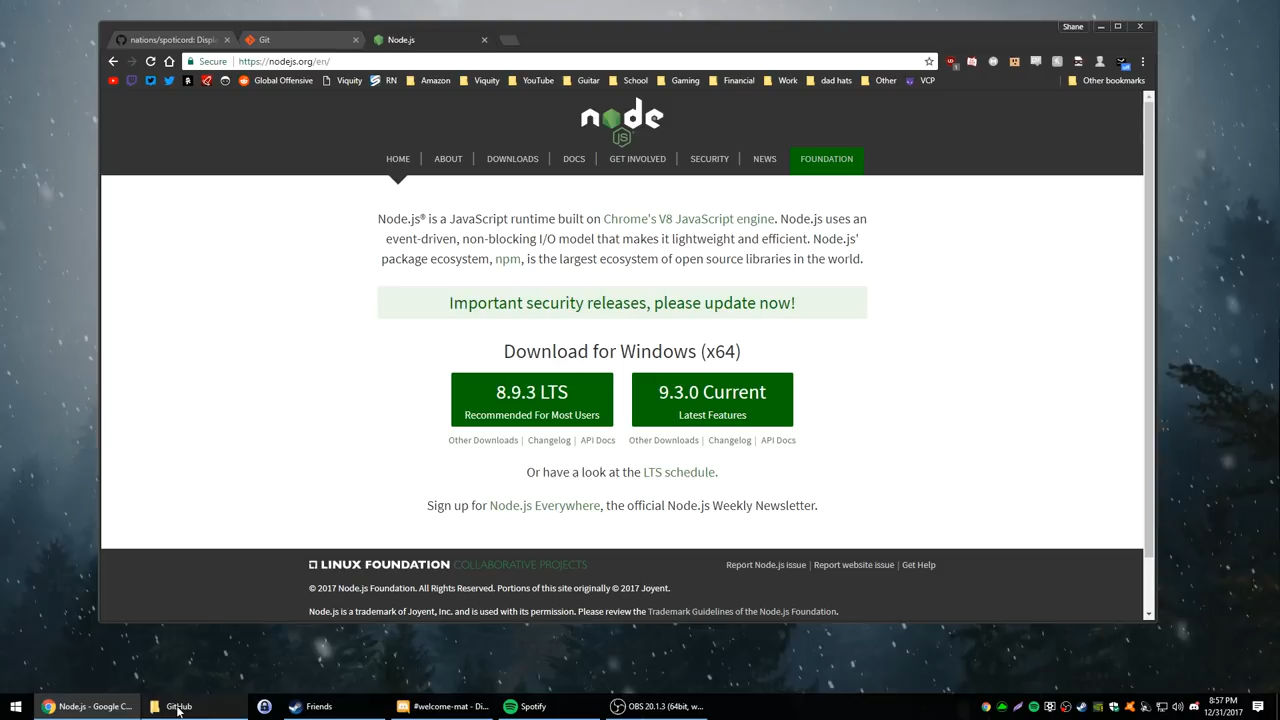 Shane
nations/spoticord: Displ
Git
Node.js
Secure
https://nodejs.org/en/
Global Offensive
Viquity
RN
Amazon
Viquity
YouTube
Guitar
School
Gaming
Financial
Work
dad hats
Other
VCP
Other bookmarks
node
JS
HOME
ABOUT
DOWNLOADS
DOCS
GET INVOLVED
SECURITY
NEWS
FOUNDATION
Node.js® is a JavaScript runtime built on Chrome's V8 JavaScript engine. Node.js uses an
event-driven, non-blocking I/O model that makes it lightweight and efficient. Node.js'
package ecosystem, npm, is the largest ecosystem of open source libraries in the world.
Important security releases, please update now!
Download for Windows (x64)
8.9.3 LTS
Recommended For Most Users
9.3.0 Current
Latest Features
Other Downloads | Changelog | API Docs
Other Downloads | Changelog | API Docs
Or have a look at the LTS schedule.
Sign up for Node.js Everywhere, the official Node.js Weekly Newsletter.
LINUX FOUNDATION COLLABORATIVE PROJECTS
Report Node.js issue | Report website issue | Get Help
© 2017 Node.js Foundation. All Rights Reserved. Portions of this site originally © 2017 Joyent.
Node.js is a trademark of Joyent, Inc. and is used with its permission. Please review the Trademark Guidelines of the Node.js Foundation.
Node.js - Google C...
GitHub
Friends
#welcome-mat - Di...
Spotify
OBS 20.1.3 (64bit, w...
8:57 PM
12/31/2017